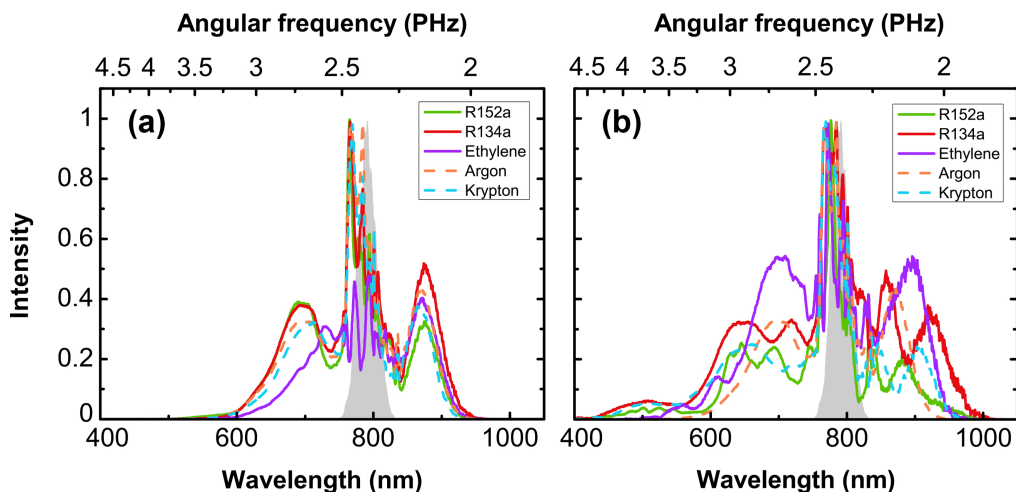 Angular frequency (PHz)
4.5 4 3.5 3 2.5 2
(a)
R152a
R134a
Ethylene
Argon
Krypton
Intensity
1
0.8
0.6
0.4
0.2
0
400 600 800 1000
Wavelength (nm)
Angular frequency (PHz)
4.5 4 3.5 3 2.5 2
(b)
R152a
R134a
Ethylene
Argon
Krypton
400 600 800 1000
Wavelength (nm)